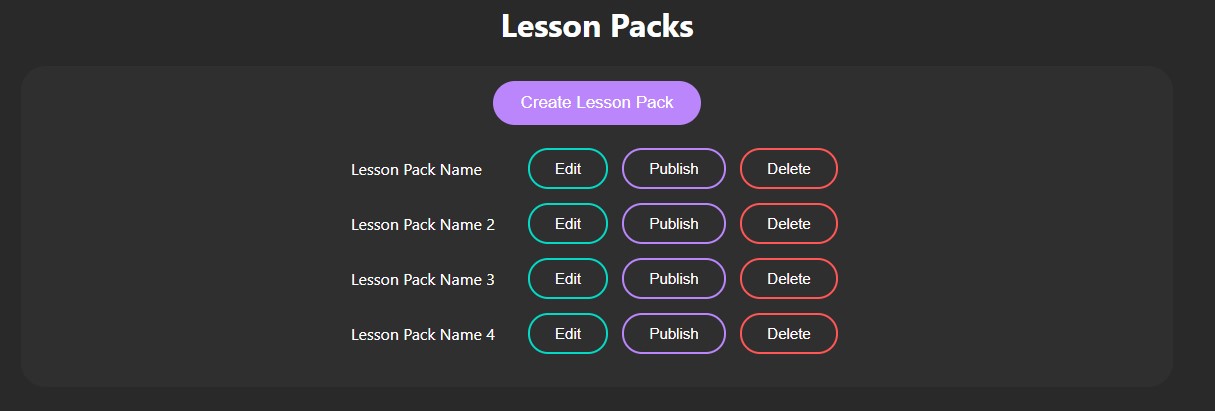 Lesson Packs
Create Lesson Pack
Lesson Pack Name Edit Publish Delete
Lesson Pack Name 2 Edit Publish Delete
Lesson Pack Name 3 Edit Publish Delete
Lesson Pack Name 4 Edit Publish Delete